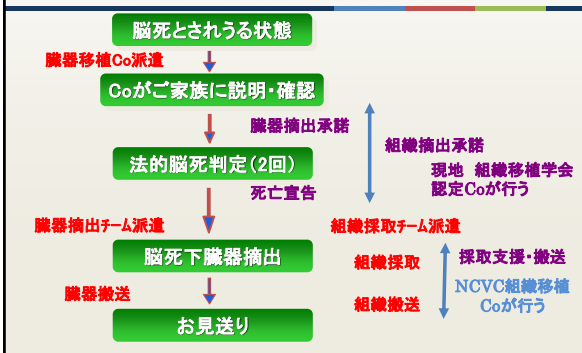 脳死とされうる状態
臓器移植Co派遣
Coがご家族に説明・確認
臓器摘出承諾
組織摘出承諾
法的脳死判定(2回)
現地 組織移植学会
認定Coが行う
死亡宣告
臓器摘出チーム派遣
組織採取チーム派遣
脳死下臓器摘出
組織採取
採取支援・搬送
臓器搬送
組織搬送
NCVC組織移植
Coが行う
お見送り